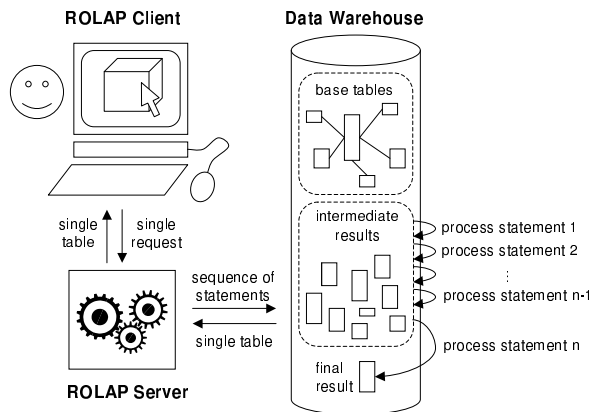 ROLAP Client
Data Warehouse
base tables
single
table
single
request
intermediate
results
process statement 1
process statement 2
⋮
process statement n-1
process statement n
sequence of
statements
single table
final
result
ROLAP Server